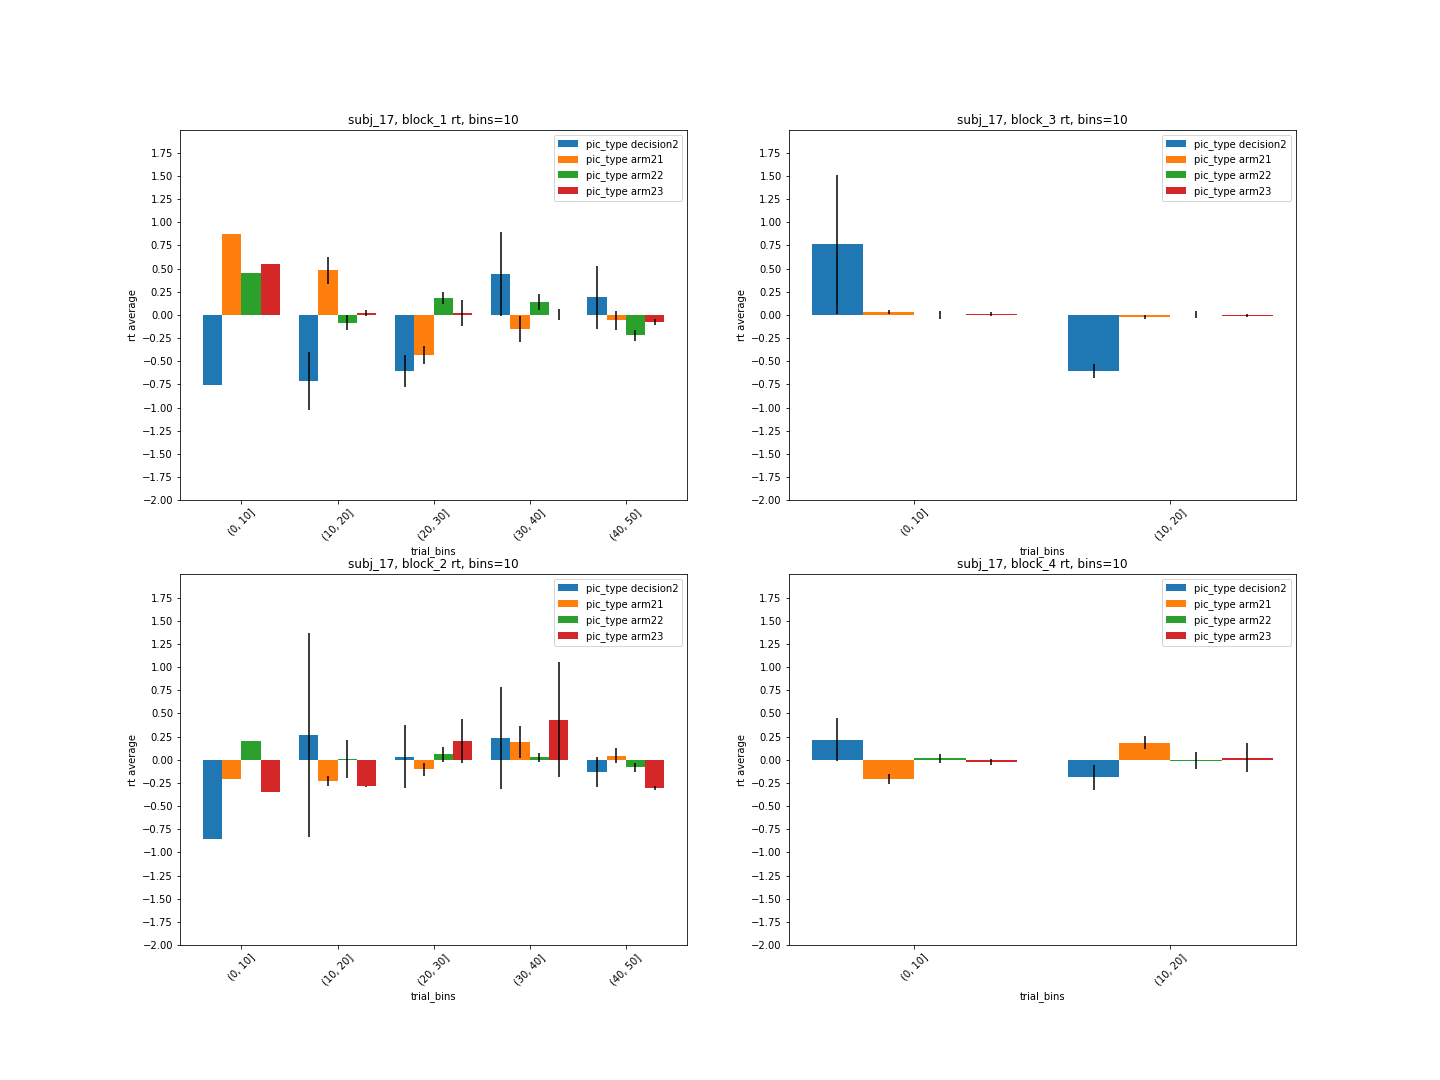 subj_17, block_1 rt, bins=10
pic_type decision2
pic_type arm21
pic_type arm22
pic_type arm23
1.75
1.50
1.25
1.00
0.75
0.50
0.25
0.00
−0.25
−0.50
−0.75
−1.00
−1.25
−1.50
−1.75
−2.00
rt average
(0, 10]
(10, 20]
(20, 30]
(30, 40]
(40, 50]
trial_bins
subj_17, block_3 rt, bins=10
pic_type decision2
pic_type arm21
pic_type arm22
pic_type arm23
1.75
1.50
1.25
1.00
0.75
0.50
0.25
0.00
−0.25
−0.50
−0.75
−1.00
−1.25
−1.50
−1.75
−2.00
rt average
(0, 10]
(10, 20]
trial_bins
subj_17, block_2 rt, bins=10
pic_type decision2
pic_type arm21
pic_type arm22
pic_type arm23
1.75
1.50
1.25
1.00
0.75
0.50
0.25
0.00
−0.25
−0.50
−0.75
−1.00
−1.25
−1.50
−1.75
−2.00
rt average
(0, 10]
(10, 20]
(20, 30]
(30, 40]
(40, 50]
trial_bins
subj_17, block_4 rt, bins=10
pic_type decision2
pic_type arm21
pic_type arm22
pic_type arm23
1.75
1.50
1.25
1.00
0.75
0.50
0.25
0.00
−0.25
−0.50
−0.75
−1.00
−1.25
−1.50
−1.75
−2.00
rt average
(0, 10]
(10, 20]
trial_bins